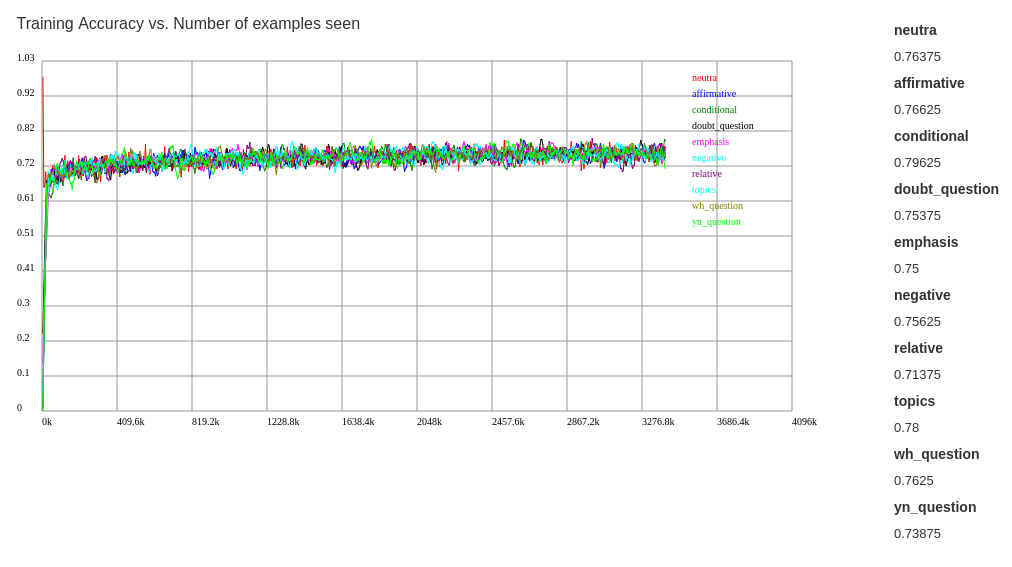 Training Accuracy vs. Number of examples seen
1.03
0.92
0.82
0.72
0.61
0.51
0.41
0.3
0.2
0.1
0
0k 409.6k 819.2k 1228.8k 1638.4k 2048k 2457.6k 2867.2k 3276.8k 3686.4k 4096k
neutra
affirmative
conditional
doubt_question
emphasis
negative
relative
topics
wh_question
yn_question
neutra
0.76375
affirmative
0.76625
conditional
0.79625
doubt_question
0.75375
emphasis
0.75
negative
0.75625
relative
0.71375
topics
0.78
wh_question
0.7625
yn_question
0.73875